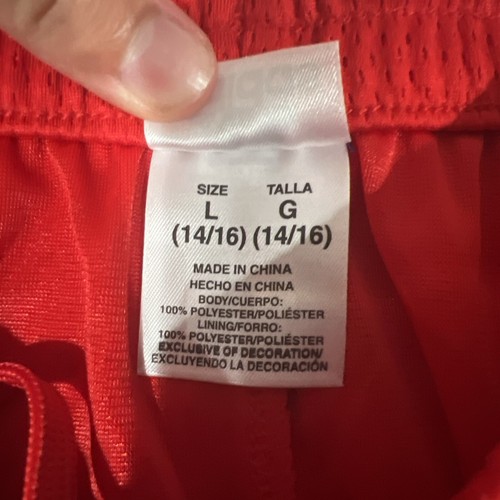 SIZE TALLA
L G
(14/16) (14/16)
MADE IN CHINA
HECHO EN CHINA
BODY/CUERPO:
100% POLYESTER/POLIÉSTER
LINING/FORRO:
100% POLYESTER/POLIÉSTER
EXCLUSIVE OF DECORATION/
EXCLUYENDO LA DECORACIÓN